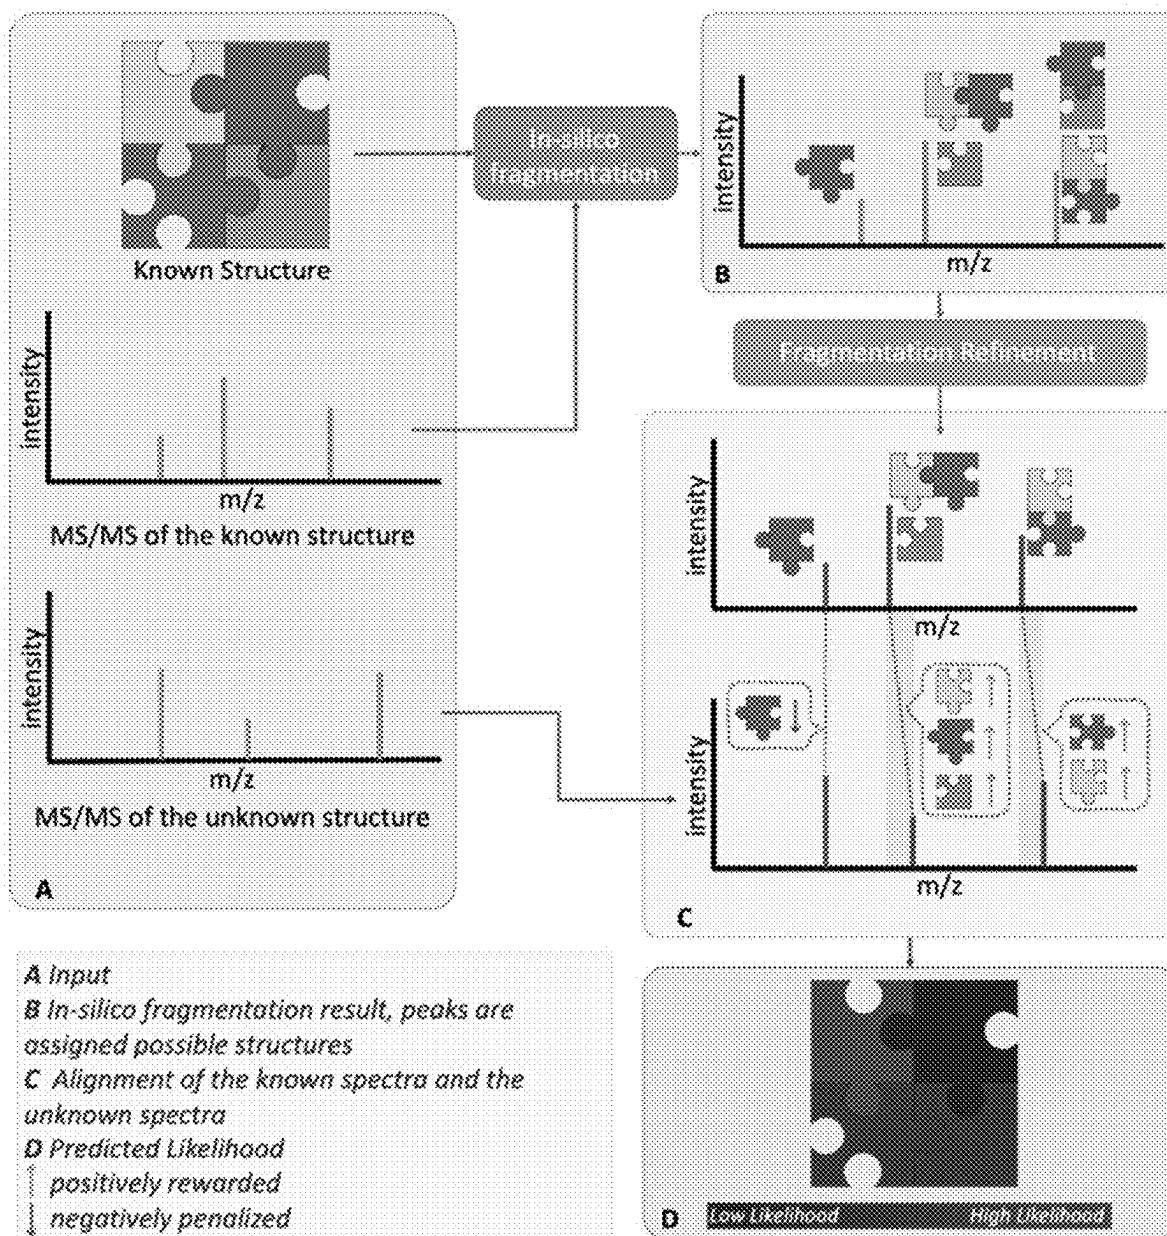 Known Structure
intensity
m/z
MS/MS of the known structure
intensity
m/z
MS/MS of the unknown structure
A
In-silico
fragmentation
intensity
m/z
B
Fragmentation Refinement
intensity
m/z
intensity
m/z
C
D
Low Likelihood
High Likelihood
A Input
B In-silico fragmentation result, peaks are
assigned possible structures
C Alignment of the known spectra and the
unknown spectra
D Predicted Likelihood
↑ positively rewarded
↓ negatively penalized